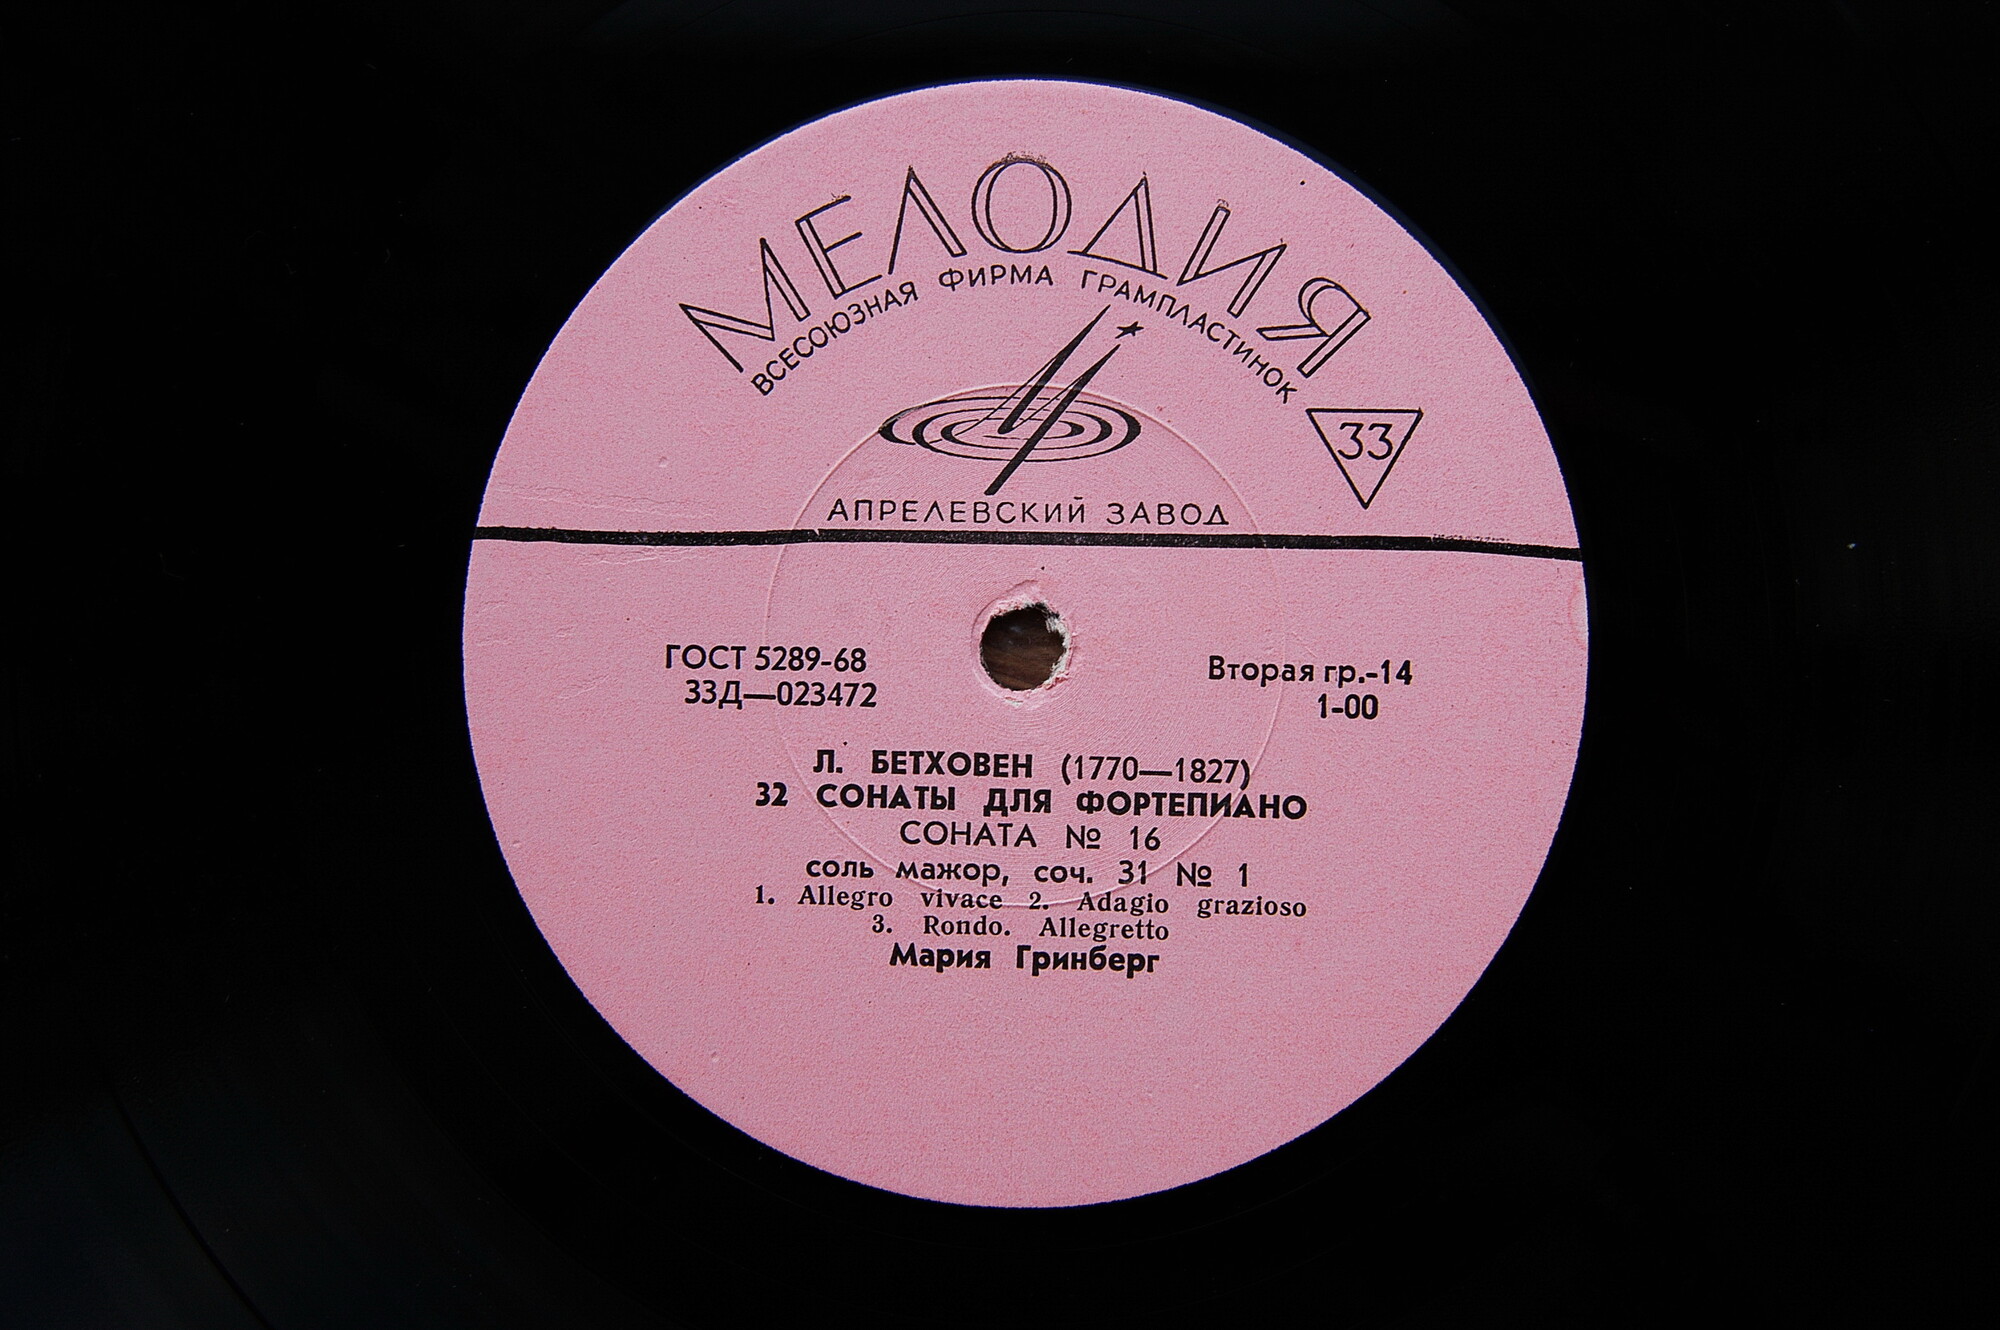 МЕЛОДИЯ
ВСЕСОЮЗНАЯ ФИРМА ГРАМПЛАСТИНОК
33
АПРЕЛЕВСКИЙ ЗАВОД
ГОСТ 5289-68
33Д—023472
Вторая гр.-14
1-00
Л. БЕТХОВЕН (1770—1827)
32 СОНАТЫ ДЛЯ ФОРТЕПИАНО
СОНАТА № 16
соль мажор, соч. 31 № 1
1. Allegro vivace 2. Adagio grazioso
3. Rondo. Allegretto
Мария Гринберг